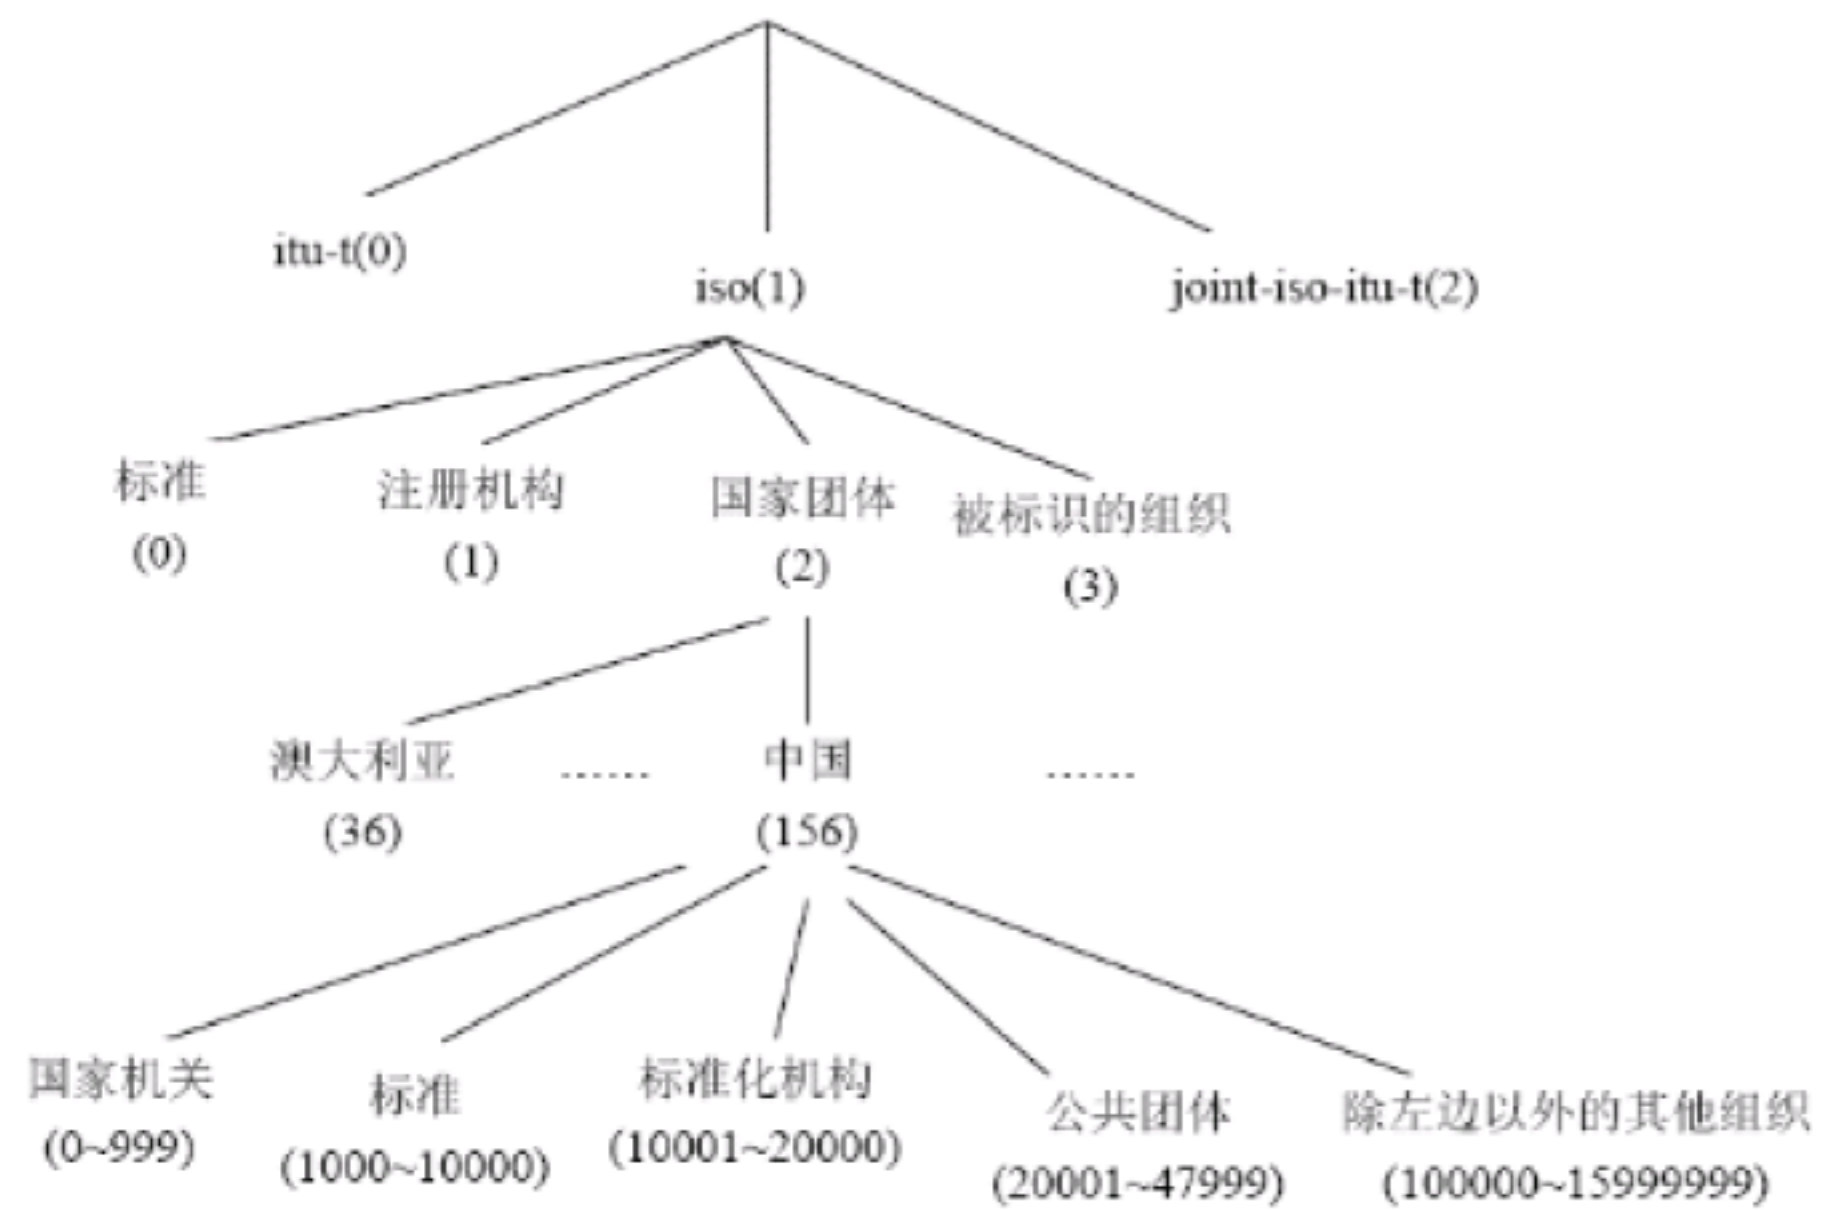 itu-t(0)
iso(1)
joint-iso-itu-t(2)
标准
(0)
注册机构
(1)
国家团体
(2)
被标识的组织
(3)
澳大利亚
(36)
......
中国
(156)
......
国家机关
(0~999)
标准
(1000~10000)
标准化机构
(10001~20000)
公共团体
(20001~47999)
除左边以外的其他组织
(100000~15999999)